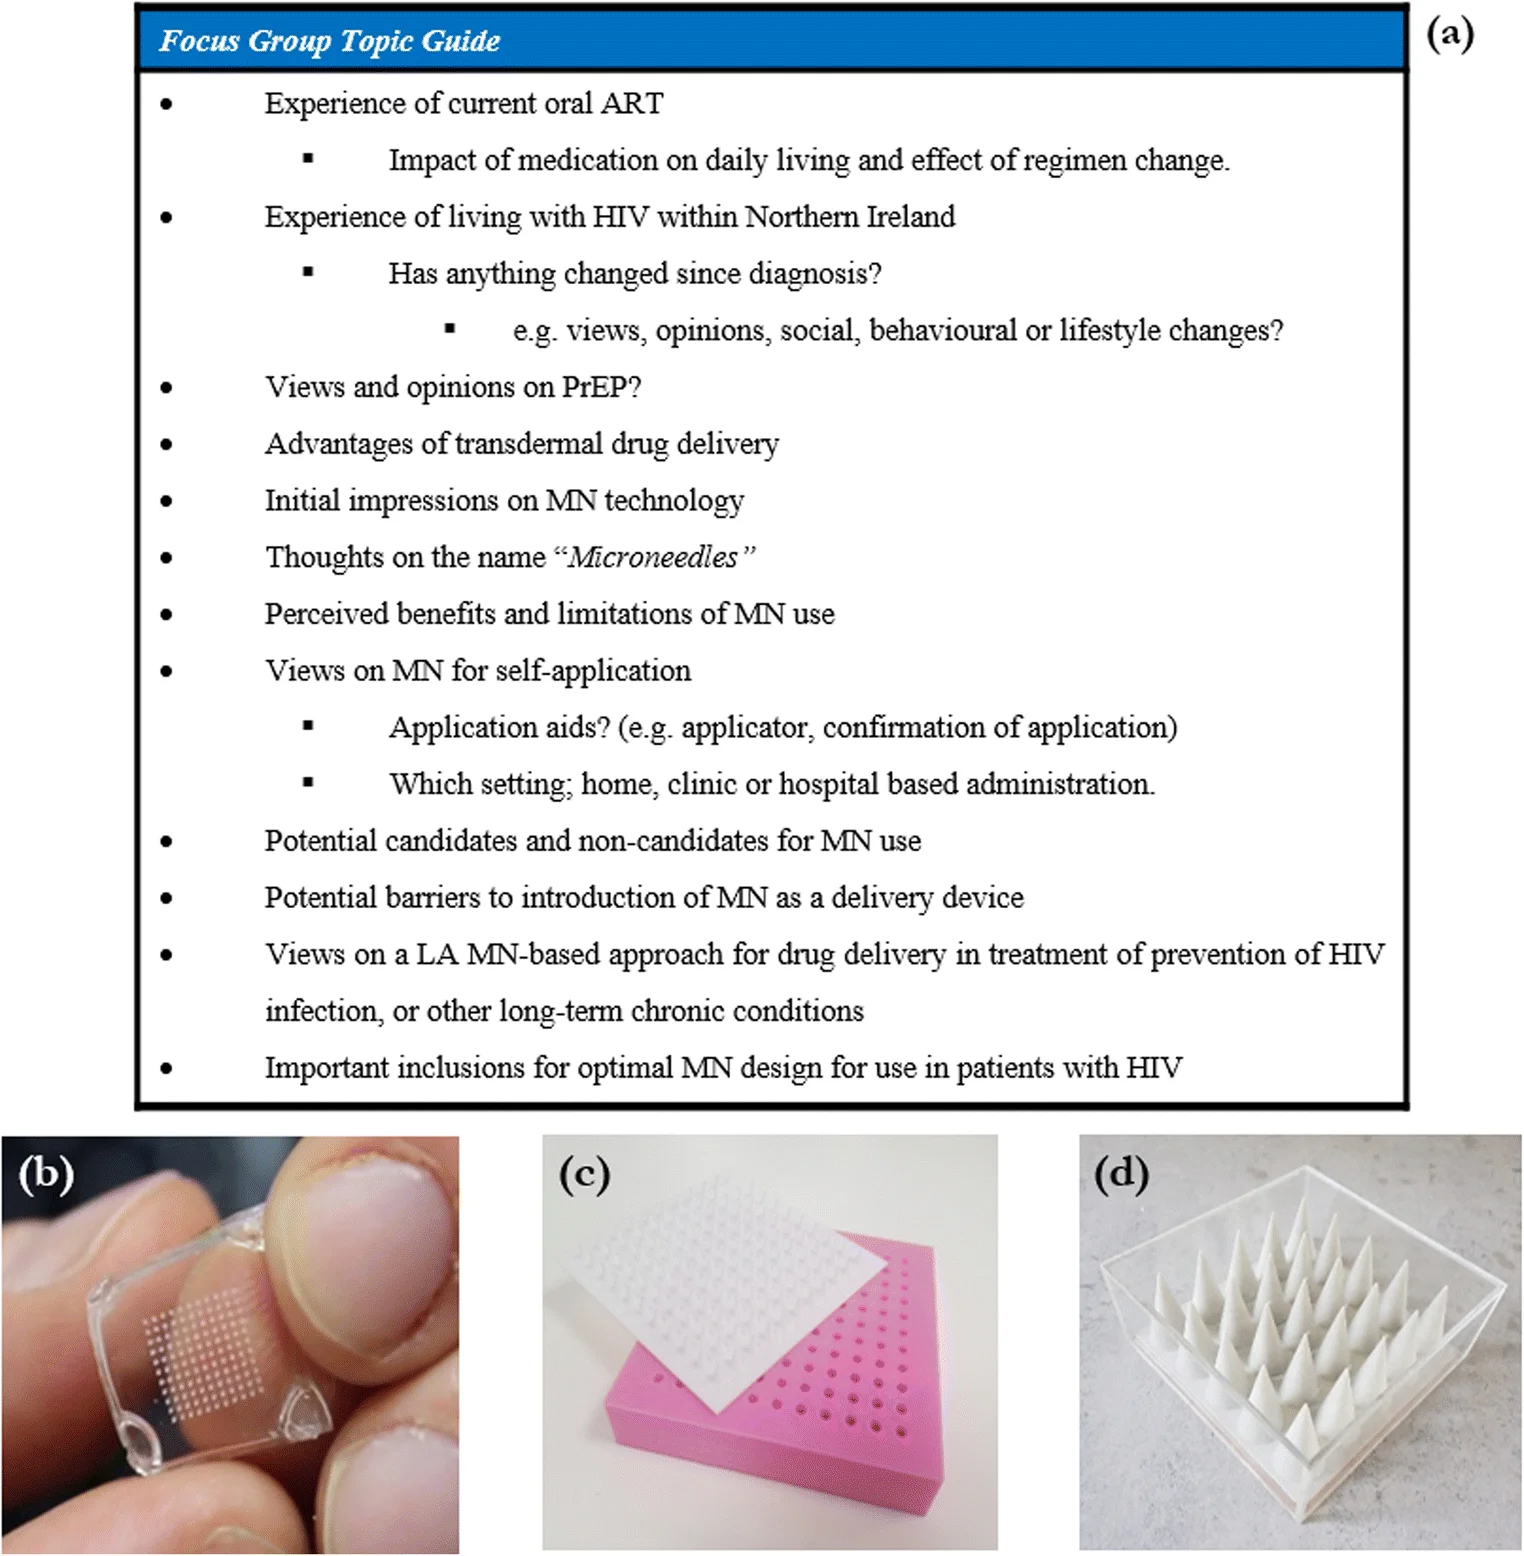 Focus Group Topic Guide
(a)
• Experience of current oral ART
▪ Impact of medication on daily living and effect of regimen change.
• Experience of living with HIV within Northern Ireland
▪ Has anything changed since diagnosis?
▪ e.g. views, opinions, social, behavioural or lifestyle changes?
• Views and opinions on PrEP?
• Advantages of transdermal drug delivery
• Initial impressions on MN technology
• Thoughts on the name “Microneedles”
• Perceived benefits and limitations of MN use
• Views on MN for self-application
▪ Application aids? (e.g. applicator, confirmation of application)
▪ Which setting; home, clinic or hospital based administration.
• Potential candidates and non-candidates for MN use
• Potential barriers to introduction of MN as a delivery device
• Views on a LA MN-based approach for drug delivery in treatment of prevention of HIV
infection, or other long-term chronic conditions
• Important inclusions for optimal MN design for use in patients with HIV
(b)
(c)
(d)